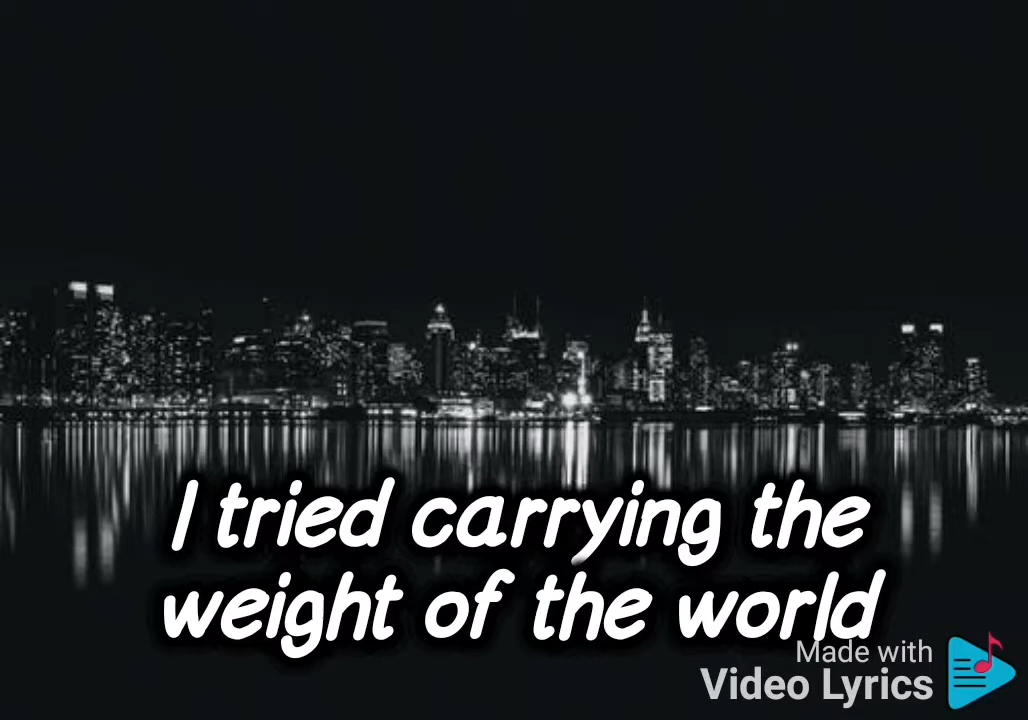 I tried carrying the
weight of the world
Made with
Video Lyrics